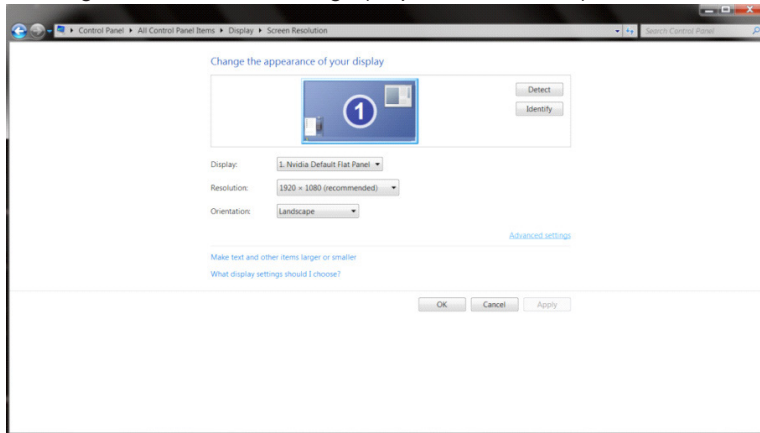 Control Panel ▸ All Control Panel Items ▸ Display ▸ Screen Resolution
Search Control Panel
Change the appearance of your display
1
Detect
Identify
Display: 1. Nvidia Default Flat Panel
Resolution: 1920 × 1080 (recommended)
Orientation: Landscape
Advanced settings
Make text and other items larger or smaller
What display settings should I choose?
OK Cancel Apply